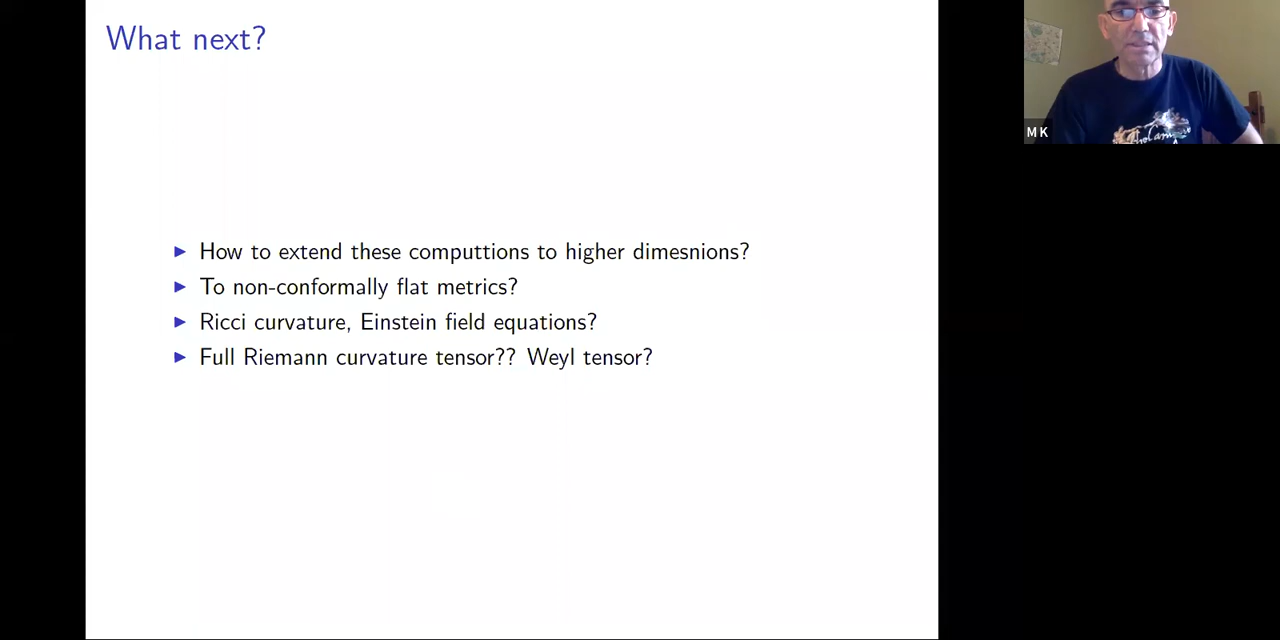 What next?
How to extend these computtions to higher dimesnions?
To non-conformally flat metrics?
Ricci curvature, Einstein field equations?
Full Riemann curvature tensor?? Weyl tensor?
M K